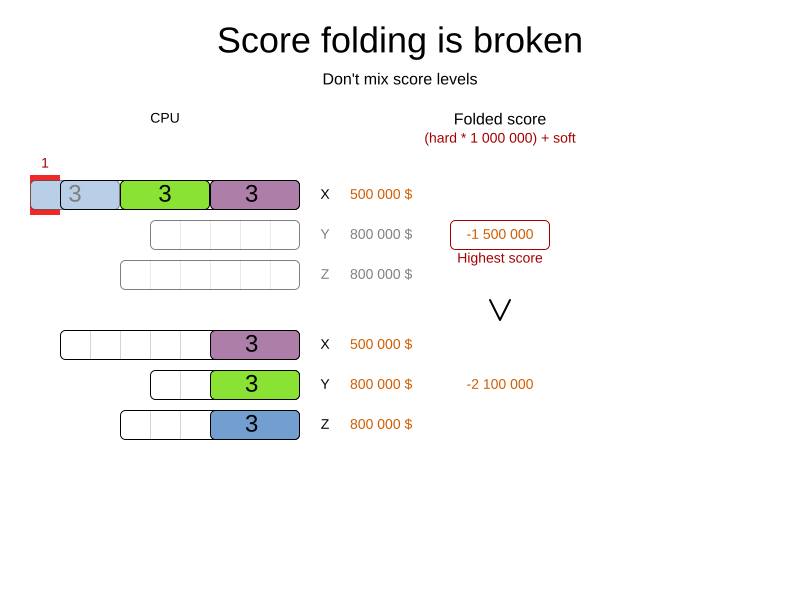 Score folding is broken
Don't mix score levels
CPU
Folded score
(hard * 1 000 000) + soft
1
3 3 3 X 500 000 $
Y 800 000 $ -1 500 000
Highest score
Z 800 000 $
3 X 500 000 $
3 Y 800 000 $ -2 100 000
3 Z 800 000 $